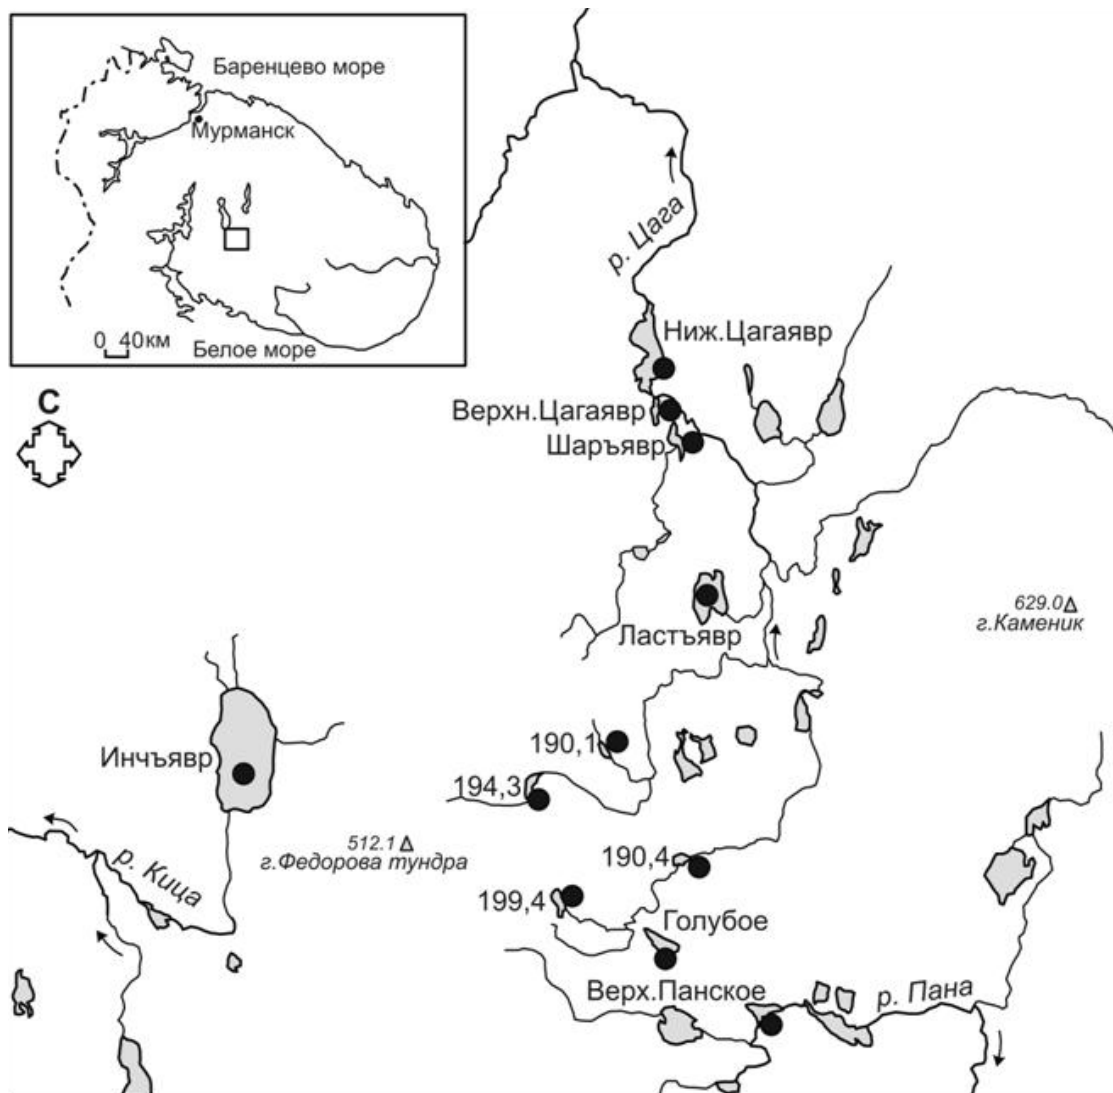 Баренцево море
Мурманск
0 40км
Белое море
С
р. Цага
Ниж.Цагаявр
Верхн.Цагаявр
Шаръявр
629.0
г.Каменик
Ластъявр
190,1
Инчъявр
194,3
512.1
г.Федорова тундра
р. Кица
190,4
199,4
Голубое
Верх.Панское
р. Пана